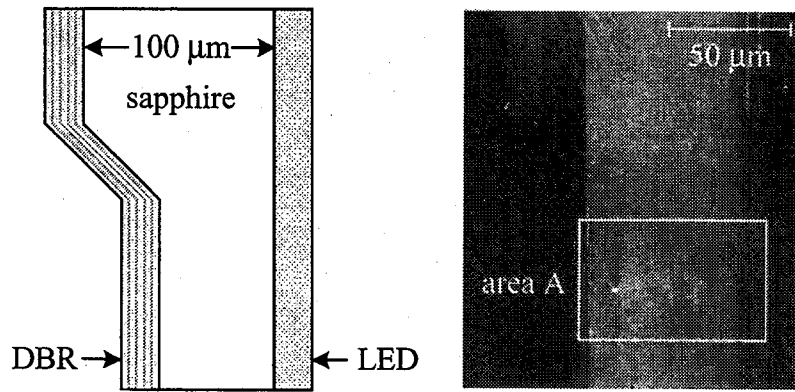 100 μm
sapphire
DBR
LED
50 μm
area A